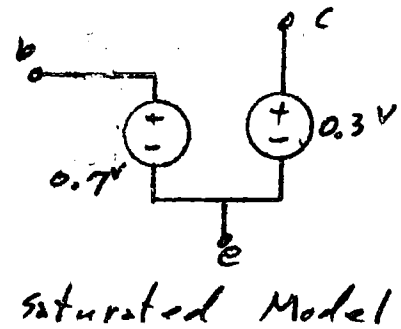 b
c
+
-
0.7V
+
-
0.3 V
e
Saturated Model